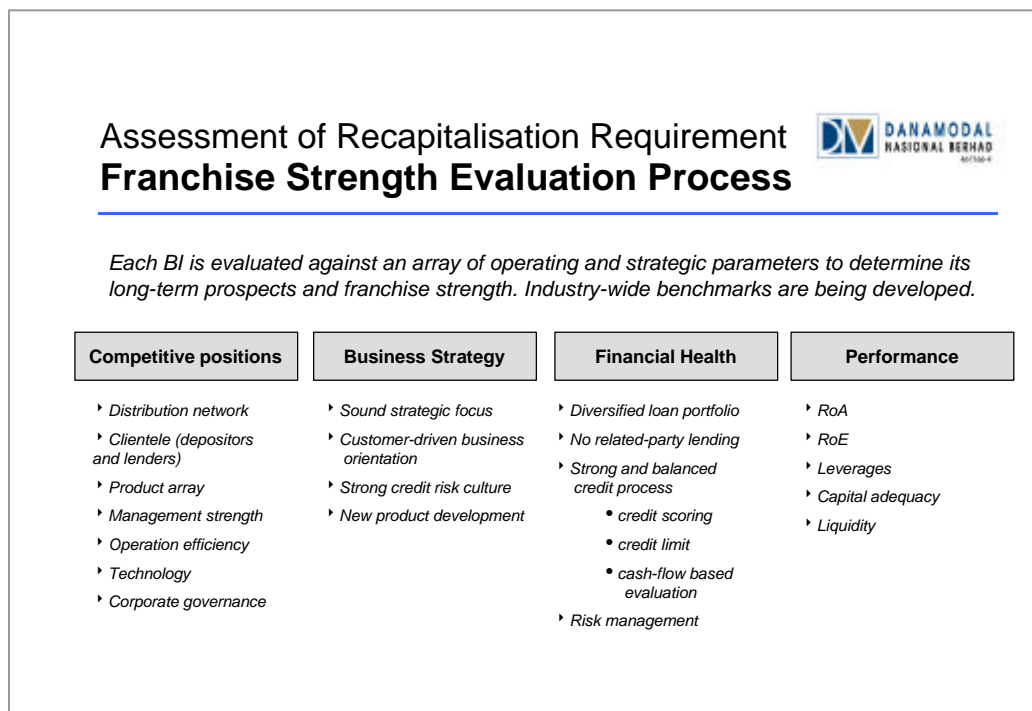 Assessment of Recapitalisation Requirement
Franchise Strength Evaluation Process
DANAMODAL
NASIONAL BERHAD
Each BI is evaluated against an array of operating and strategic parameters to determine its
long-term prospects and franchise strength. Industry-wide benchmarks are being developed.
Competitive positions
Distribution network
Clientele (depositors
and lenders)
Product array
Management strength
Operation efficiency
Technology
Corporate governance
Business Strategy
Sound strategic focus
Customer-driven business
orientation
Strong credit risk culture
New product development
Financial Health
Diversified loan portfolio
No related-party lending
Strong and balanced
credit process
• credit scoring
• credit limit
• cash-flow based
evaluation
Risk management
Performance
RoA
RoE
Leverages
Capital adequacy
Liquidity